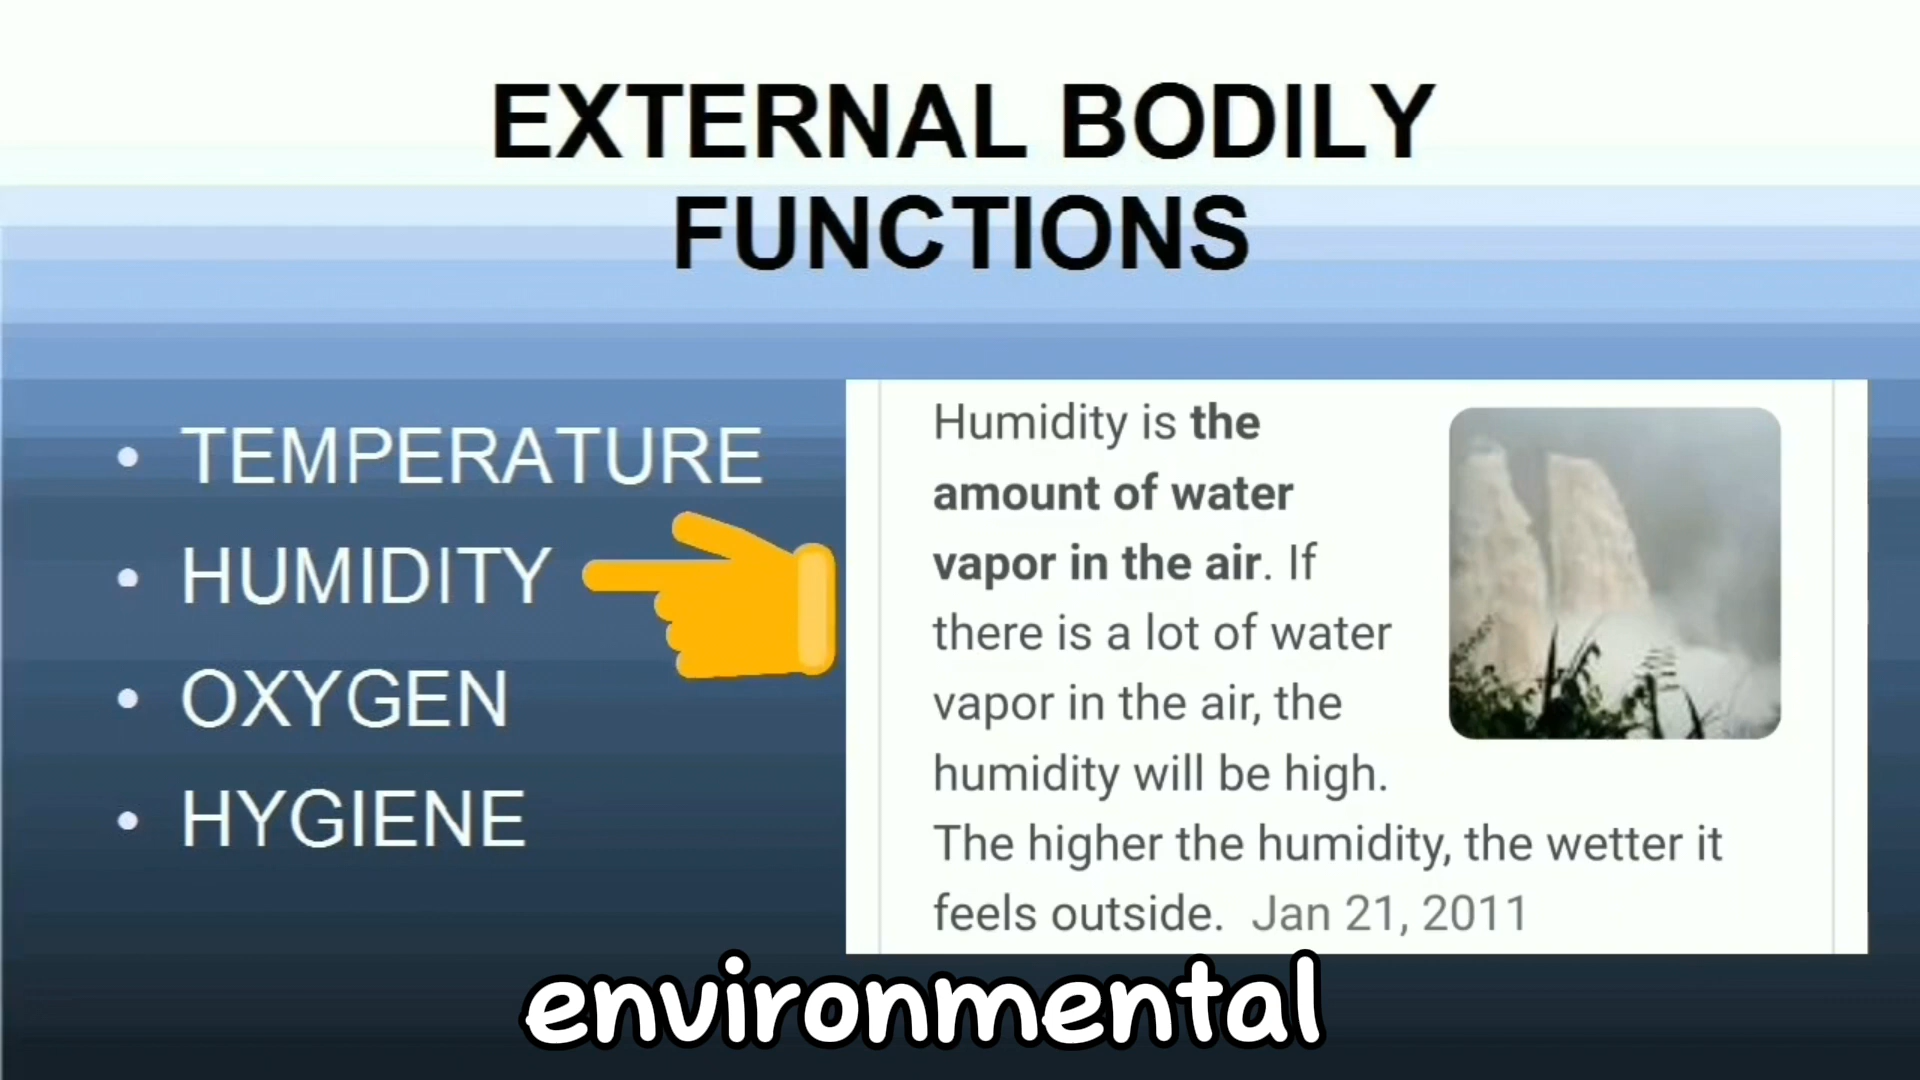 EXTERNAL BODILY
FUNCTIONS
• TEMPERATURE
• HUMIDITY
• OXYGEN
• HYGIENE
Humidity is the
amount of water
vapor in the air. If
there is a lot of water
vapor in the air, the
humidity will be high.
The higher the humidity, the wetter it
feels outside. Jan 21, 2011
environmental